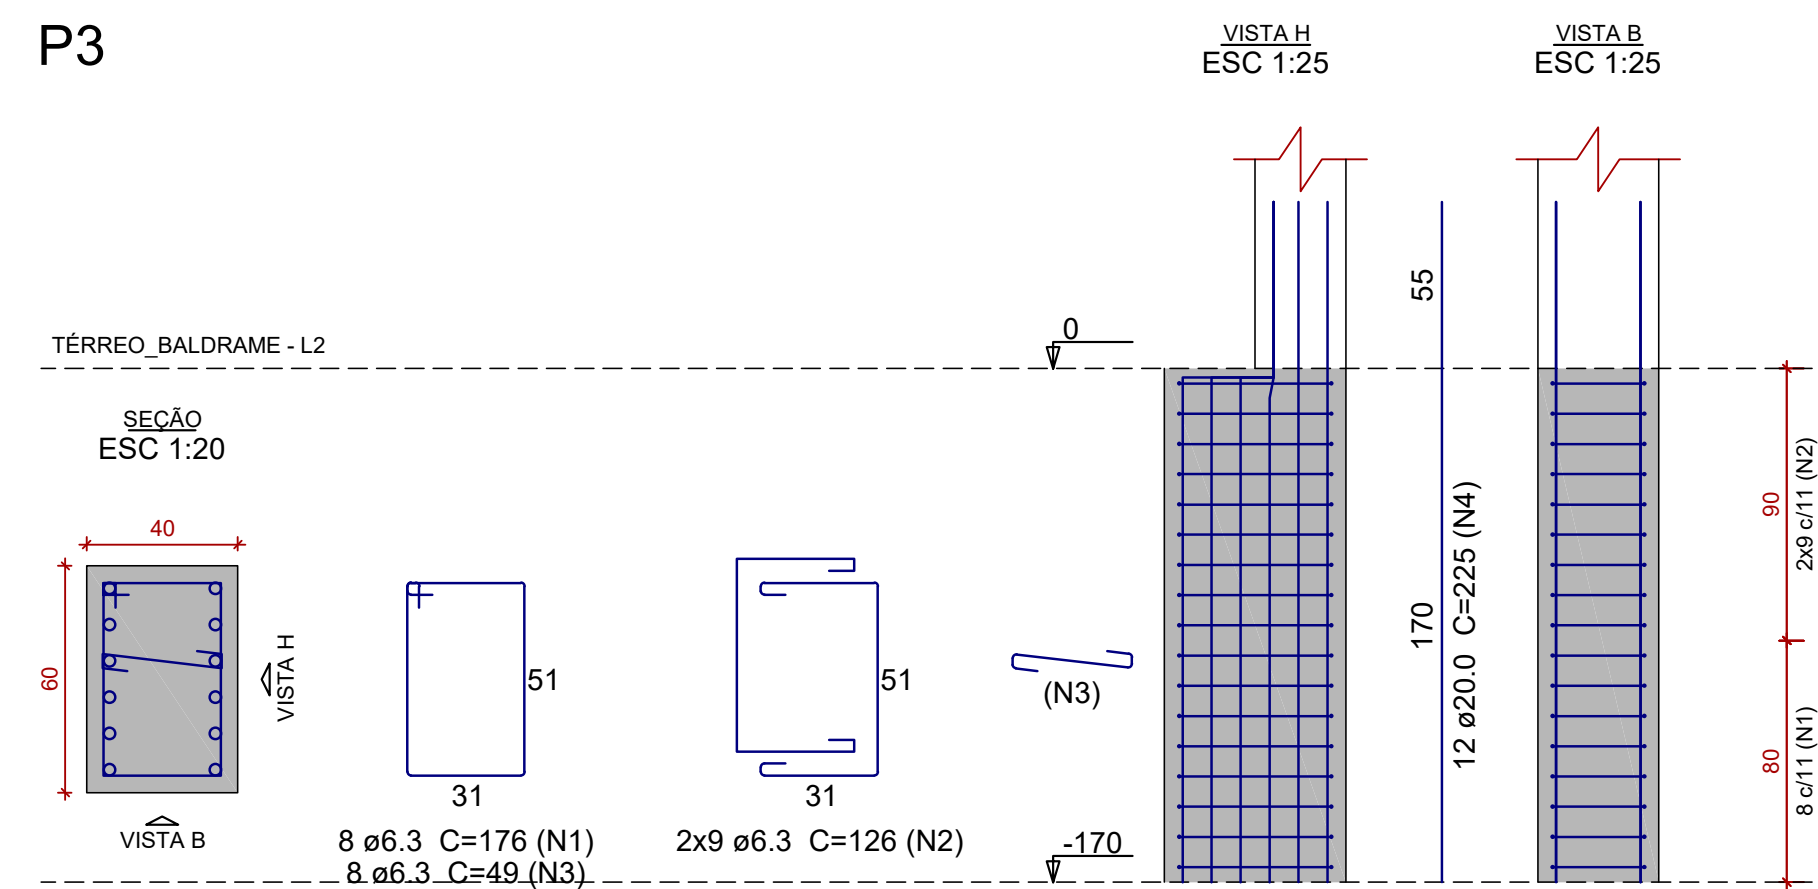 P3
VISTA H
ESC 1:25
VISTA B
ESC 1:25
TÉRREO_BALDRAME - L2
0
55
SEÇÃO
ESC 1:20
40
60
VISTA H
VISTA B
51
31
8 ø6.3  C=176 (N1)
8 ø6.3  C=49 (N3)
51
31
2x9 ø6.3  C=126 (N2)
(N3)
-170
170
12 ø20.0  C=225 (N4)
90
2x9 c/11 (N2)
80
8 c/11 (N1)